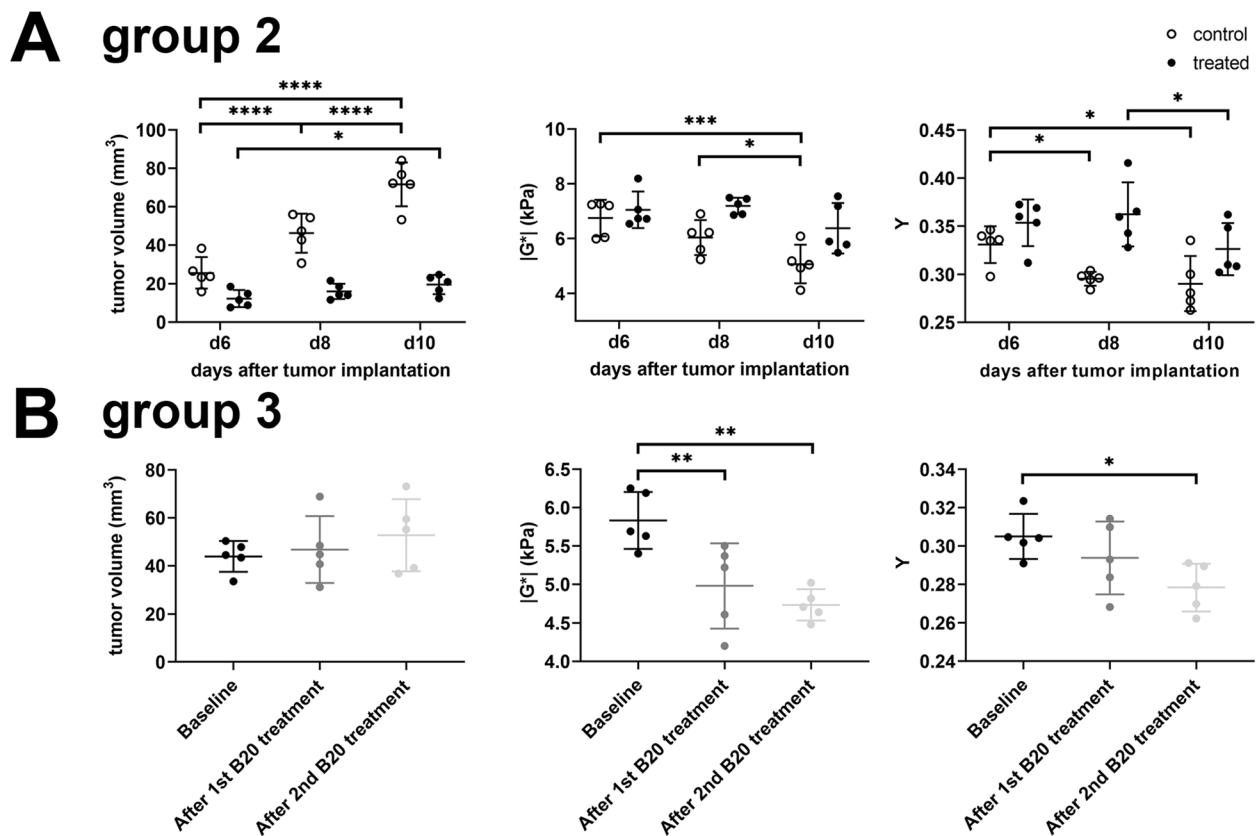 A group 2
control
treated
****
****
****
*
tumor volume (mm³)
100
80
60
40
20
0
d6 d8 d10
days after tumor implantation
***
*
|G*| (kPa)
10
8
6
4
d6 d8 d10
days after tumor implantation
*
*
*
Y
0.45
0.40
0.35
0.30
0.25
d6 d8 d10
days after tumor implantation
B group 3
tumor volume (mm³)
80
60
40
20
0
Baseline
After 1st B20 treatment
After 2nd B20 treatment
**
**
|G*| (kPa)
6.5
6.0
5.5
5.0
4.5
4.0
Baseline
After 1st B20 treatment
After 2nd B20 treatment
*
Y
0.34
0.32
0.30
0.28
0.26
0.24
Baseline
After 1st B20 treatment
After 2nd B20 treatment